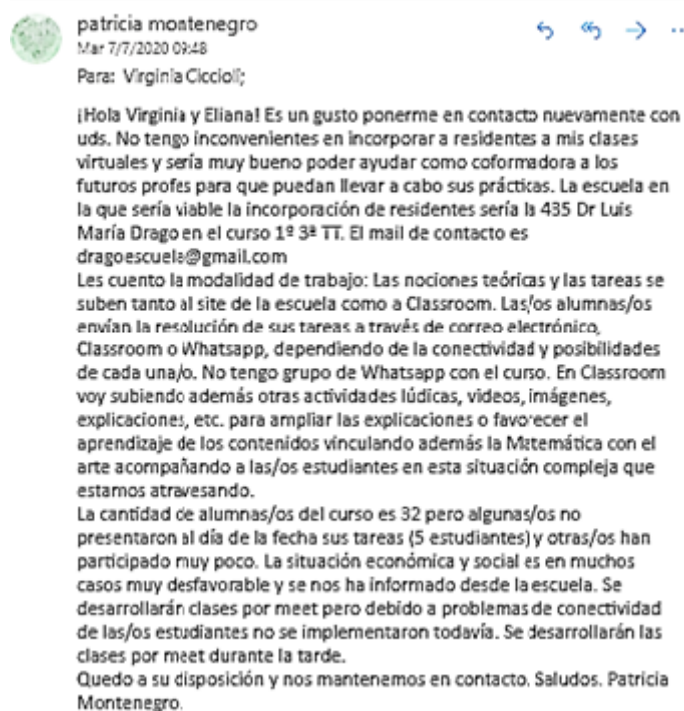 patricia montenegro
Mar 7/7/2020 09:48
Para: Virginia Ciccioli;
¡Hola Virginia y Eliana! Es un gusto ponerme en contacto nuevamente con
uds. No tengo inconvenientes en incorporar a residentes a mis clases
virtuales y sería muy bueno poder ayudar como coformadora a los
futuros profes para que puedan llevar a cabo sus prácticas. La escuela en
la que sería viable la incorporación de residentes sería la 435 Dr Luis
María Drago en el curso 1º 3ª TT. El mail de contacto es
dragoescuela@gmail.com
Les cuento la modalidad de trabajo: Las nociones teóricas y las tareas se
suben tanto al site de la escuela como a Classroom. Las/os alumnas/os
envían la resolución de sus tareas a través de correo electrónico,
Classroom o Whatsapp, dependiendo de la conectividad y posibilidades
de cada una/o. No tengo grupo de Whatsapp con el curso. En Classroom
voy subiendo además otras actividades lúdicas, videos, imágenes,
explicaciones, etc. para ampliar las explicaciones o favorecer el
aprendizaje de los contenidos vinculando además la Matemática con el
arte acompañando a las/os estudiantes en esta situación compleja que
estamos atravesando.
La cantidad de alumnas/os del curso es 32 pero algunas/os no
presentaron al día de la fecha sus tareas (5 estudiantes) y otras/os han
participado muy poco. La situación económica y social es en muchos
casos muy desfavorable y se nos ha informado desde la escuela. Se
desarrollarán clases por meet pero debido a problemas de conectividad
de las/os estudiantes no se implementaron todavía. Se desarrollarán las
clases por meet durante la tarde.
Quedo a su disposición y nos mantenemos en contacto. Saludos. Patricia
Montenegro.